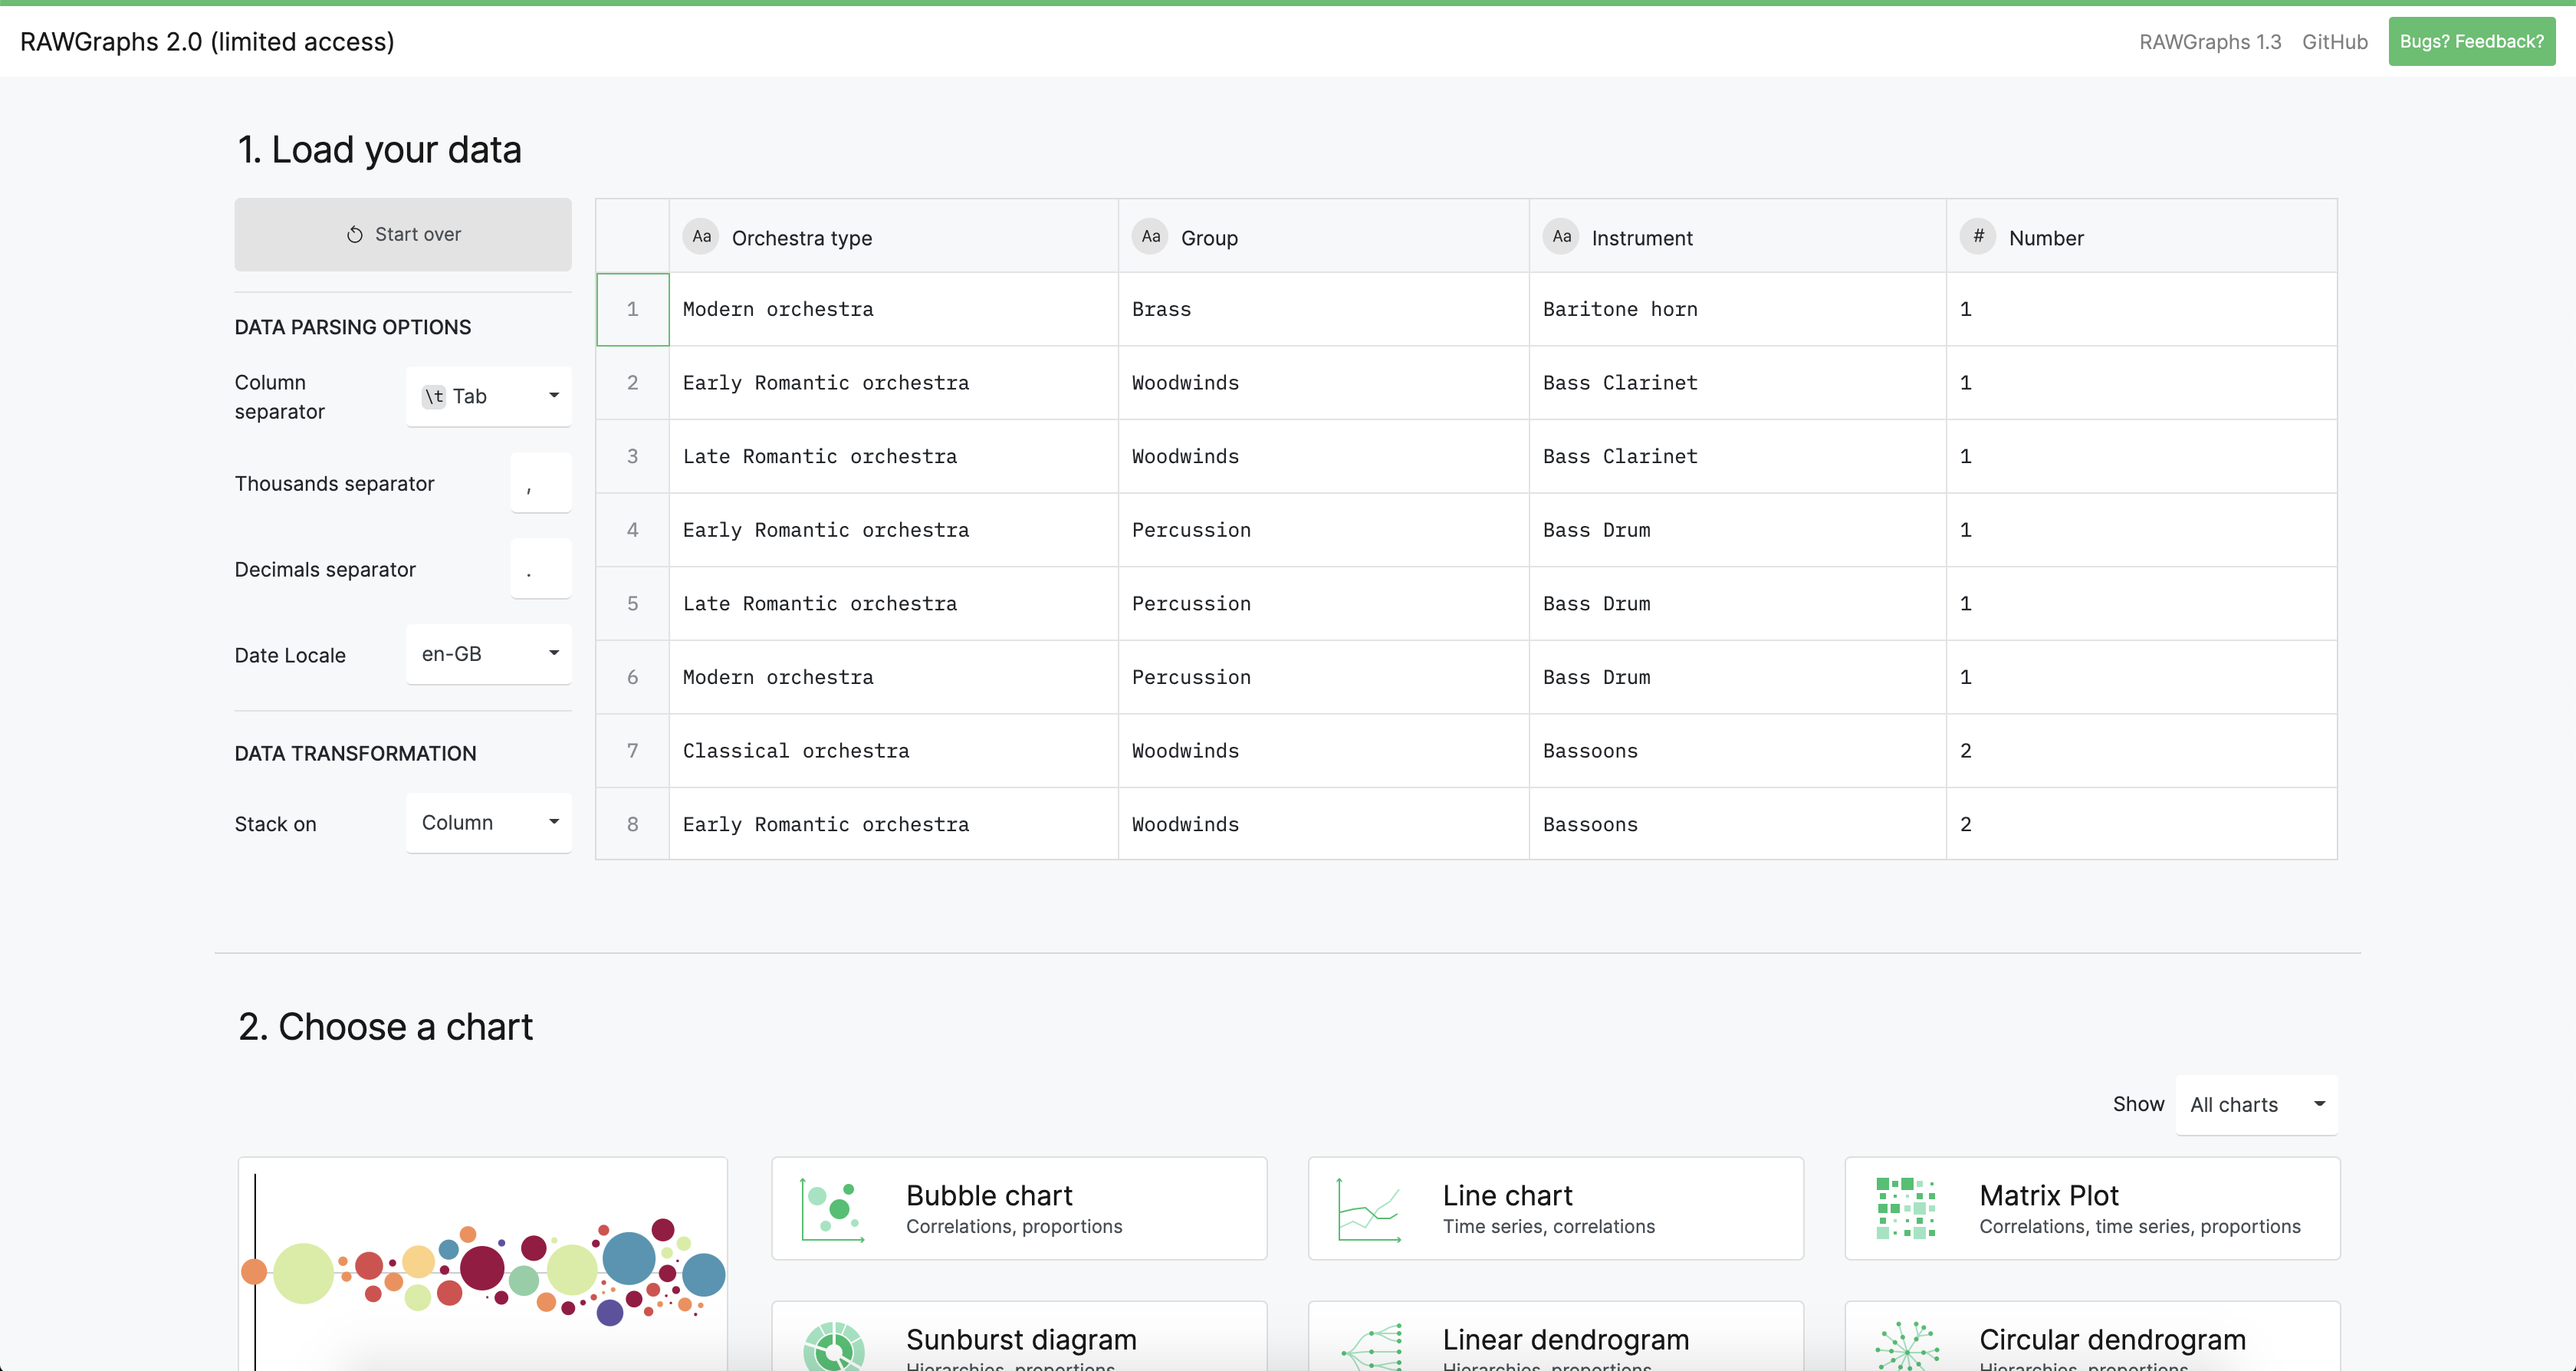 RAWGraphs 2.0 (limited access)
RAWGraphs 1.3 GitHub Bugs? Feedback?
1. Load your data
Start over
DATA PARSING OPTIONS
Column
separator
\t Tab
Thousands separator ,
Decimals separator .
Date Locale en-GB
DATA TRANSFORMATION
Stack on Column
Aa Orchestra type Aa Group Aa Instrument # Number
1 Modern orchestra Brass Baritone horn 1
2 Early Romantic orchestra Woodwinds Bass Clarinet 1
3 Late Romantic orchestra Woodwinds Bass Clarinet 1
4 Early Romantic orchestra Percussion Bass Drum 1
5 Late Romantic orchestra Percussion Bass Drum 1
6 Modern orchestra Percussion Bass Drum 1
7 Classical orchestra Woodwinds Bassoons 2
8 Early Romantic orchestra Woodwinds Bassoons 2
2. Choose a chart
Show All charts
Bubble chart
Correlations, proportions
Line chart
Time series, correlations
Matrix Plot
Correlations, time series, proportions
Sunburst diagram
Hierarchies, proportions
Linear dendrogram
Hierarchies, proportions
Circular dendrogram
Hierarchies, proportions